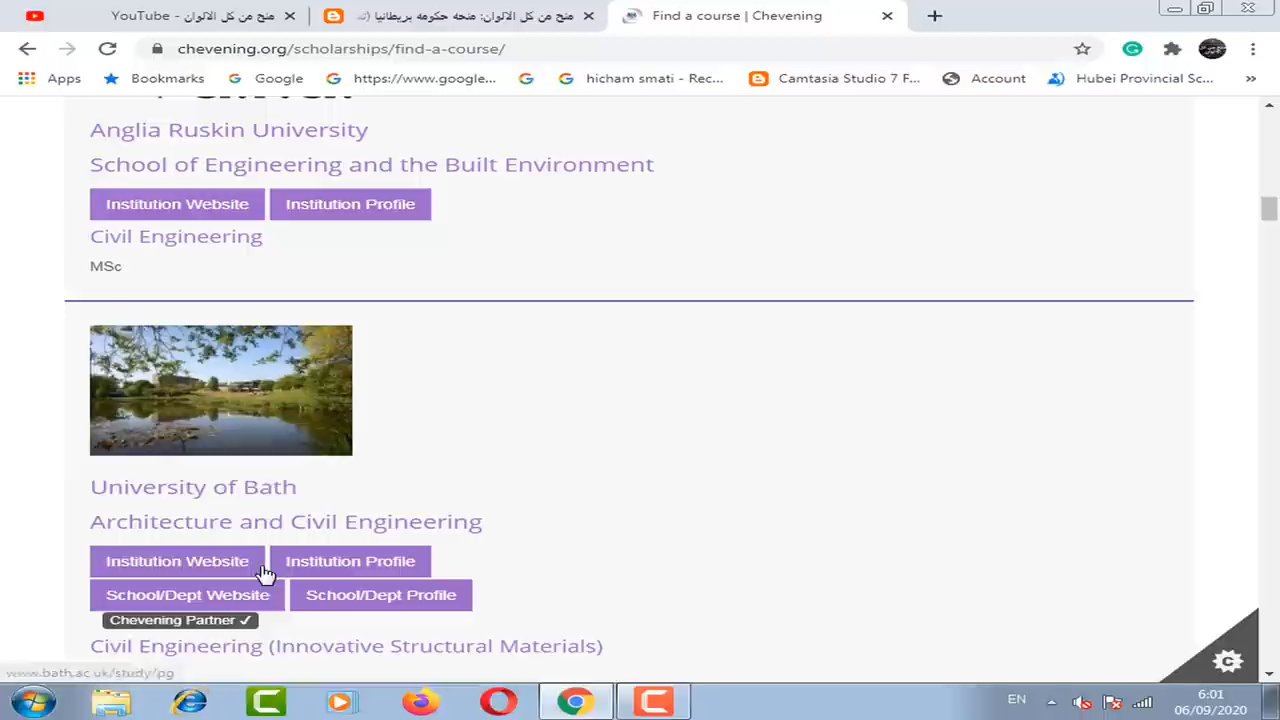 منح من كل الالوان - YouTube
منح من كل الالوان: منحه حكومه بريطانيا (تش
Find a course | Chevening
chevening.org/scholarships/find-a-course/
Apps Bookmarks Google https://www.google... hicham smati - Rec... Camtasia Studio 7 F... Account Hubei Provincial Sc... »
Anglia Ruskin University
School of Engineering and the Built Environment
Institution Website Institution Profile
Civil Engineering
MSc
University of Bath
Architecture and Civil Engineering
Institution Website Institution Profile
School/Dept Website School/Dept Profile
Chevening Partner ✓
Civil Engineering (Innovative Structural Materials)
www.bath.ac.uk/study/pg
EN 6:01
06/09/2020